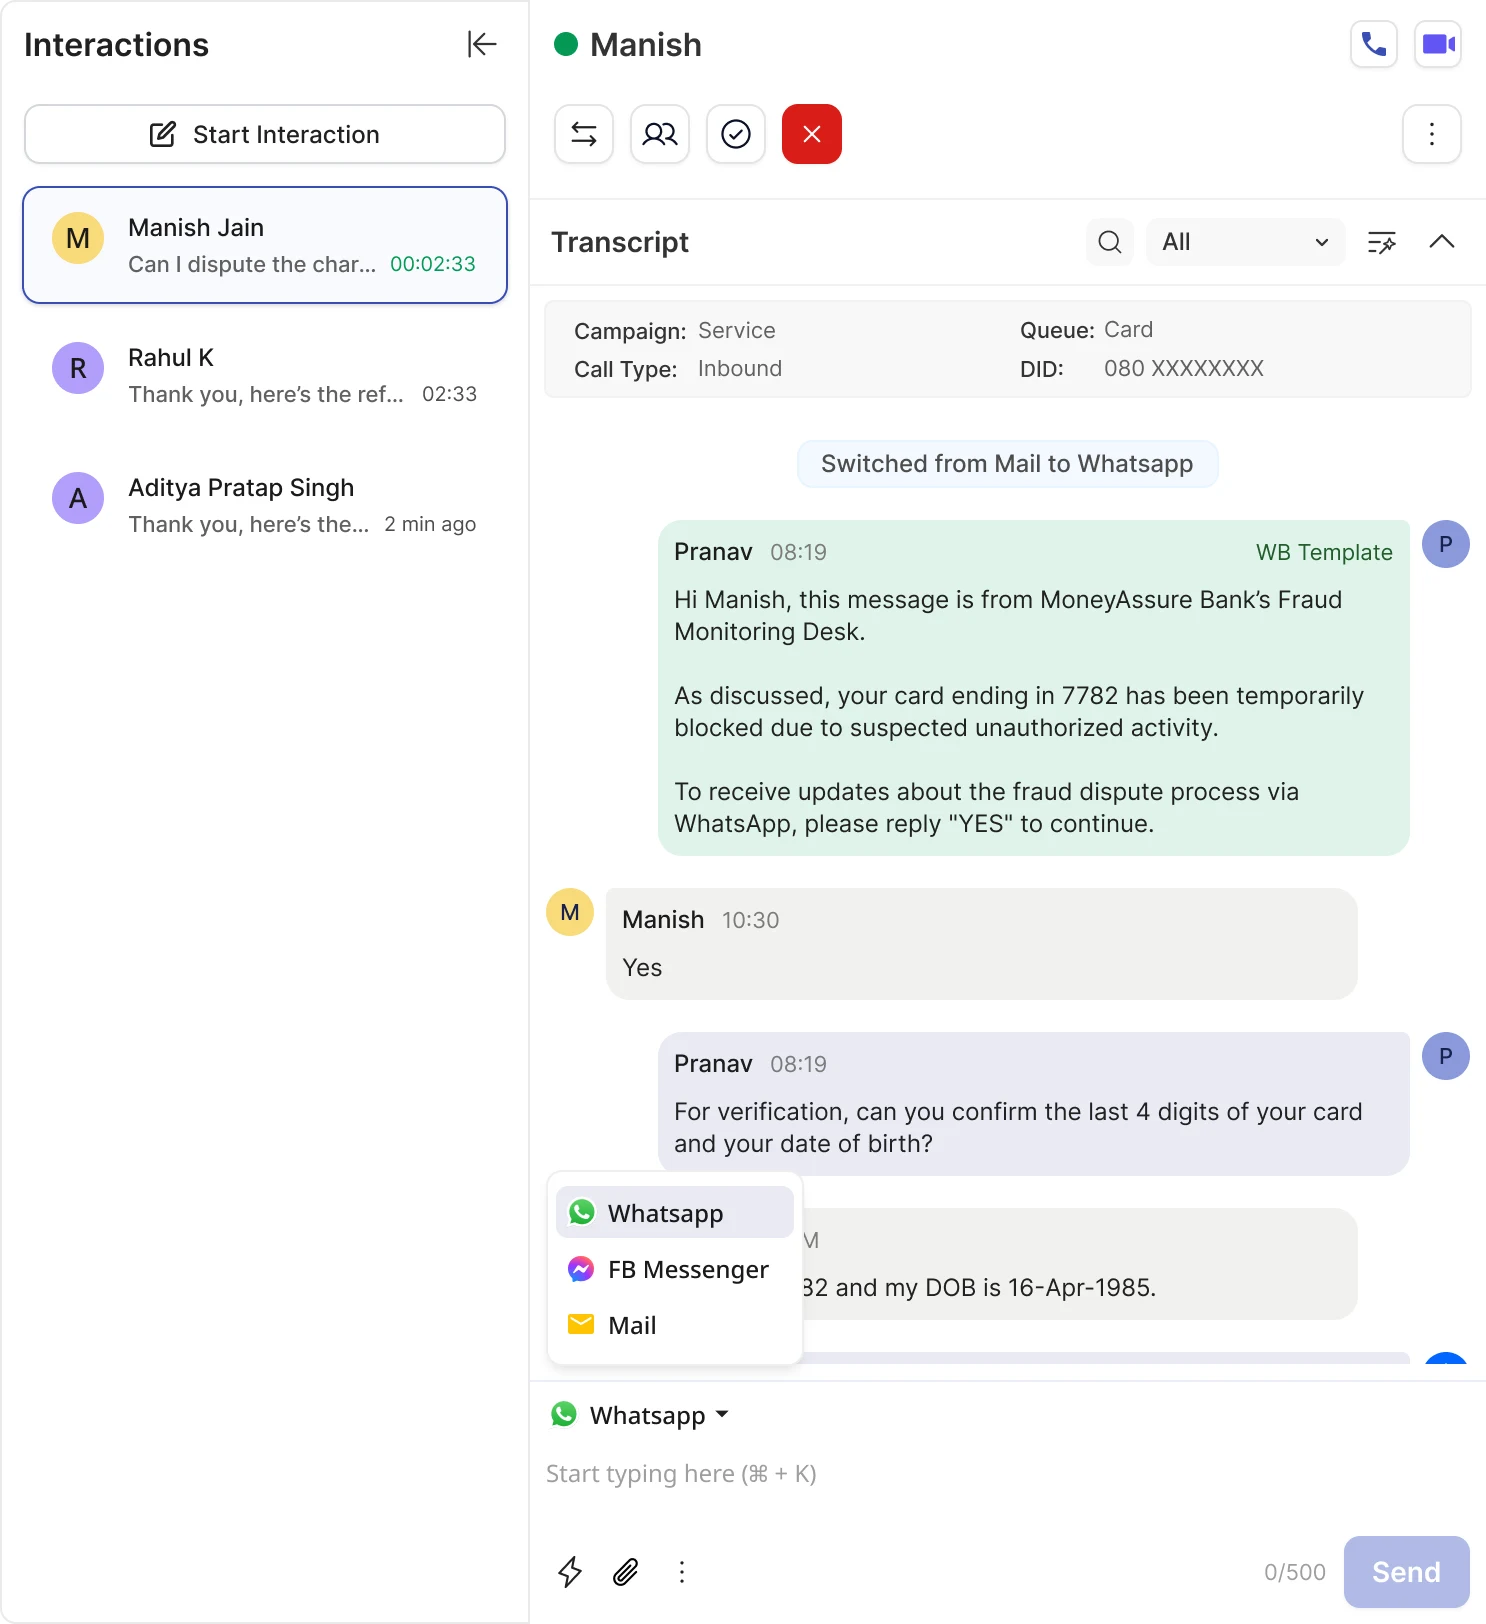 Interactions
Start Interaction
M
Manish Jain
Can I dispute the char... 00:02:33
R
Rahul K
Thank you, here’s the ref... 02:33
A
Aditya Pratap Singh
Thank you, here’s the... 2 min ago
Manish
Transcript
All
Campaign: Service
Queue: Card
Call Type: Inbound
DID: 080 XXXXXXXX
Switched from Mail to Whatsapp
Pranav 08:19 WB Template
P
Hi Manish, this message is from MoneyAssure Bank’s Fraud
Monitoring Desk.
As discussed, your card ending in 7782 has been temporarily
blocked due to suspected unauthorized activity.
To receive updates about the fraud dispute process via
WhatsApp, please reply "YES" to continue.
M
Manish 10:30
Yes
Pranav 08:19
P
For verification, can you confirm the last 4 digits of your card
and your date of birth?
Whatsapp
FB Messenger
Mail
M
82 and my DOB is 16-Apr-1985.
Whatsapp
Start typing here (⌘ + K)
0/500
Send